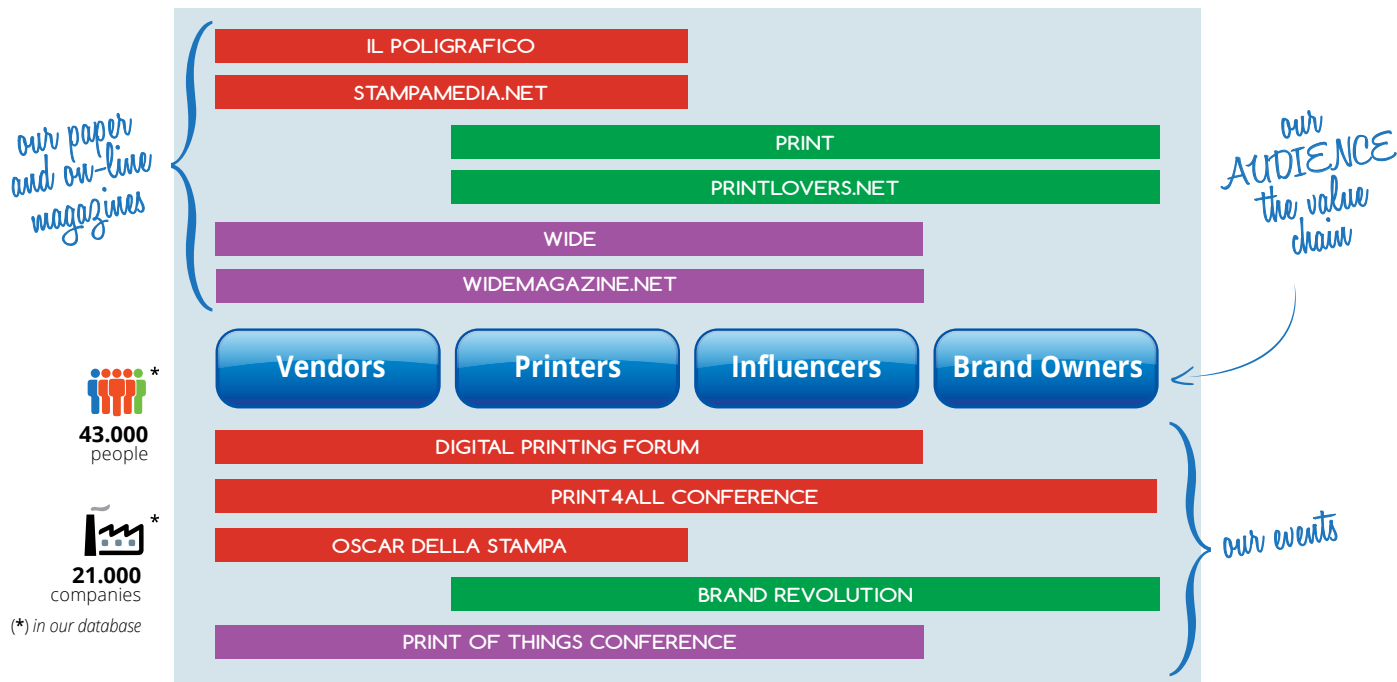 our paper
and on-line
magazines
IL POLIGRAFICO
STAMPAMEDIA.NET
PRINT
PRINTLOVERS.NET
WIDE
WIDEMAGAZINE.NET
our
AUDIENCE
the value
chain
Vendors
Printers
Influencers
Brand Owners
*
43.000
people
*
21.000
companies
(*) in our database
DIGITAL PRINTING FORUM
PRINT4ALL CONFERENCE
OSCAR DELLA STAMPA
BRAND REVOLUTION
PRINT OF THINGS CONFERENCE
our events